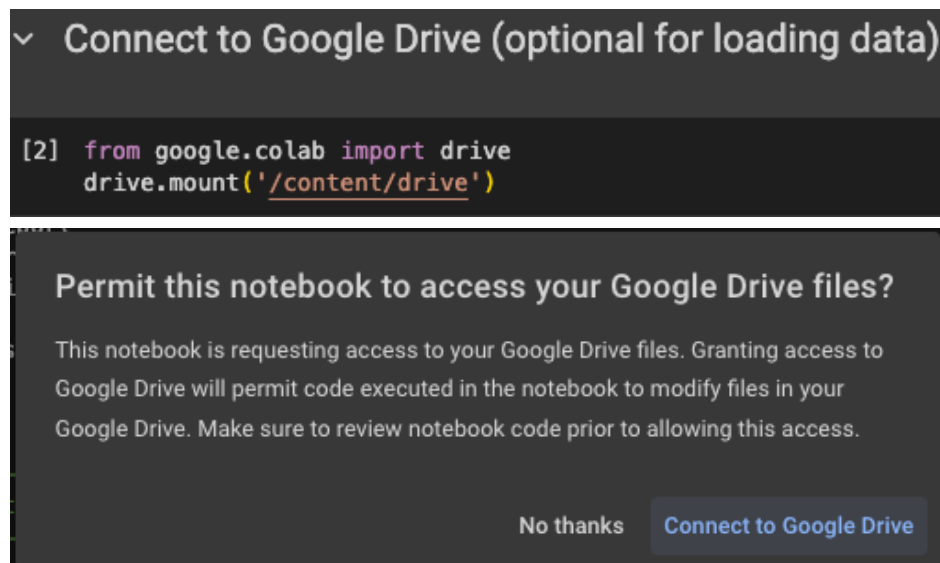 Connect to Google Drive (optional for loading data)
[2] from google.colab import drive
drive.mount('/content/drive')
Permit this notebook to access your Google Drive files?
This notebook is requesting access to your Google Drive files. Granting access to
Google Drive will permit code executed in the notebook to modify files in your
Google Drive. Make sure to review notebook code prior to allowing this access.
No thanks Connect to Google Drive